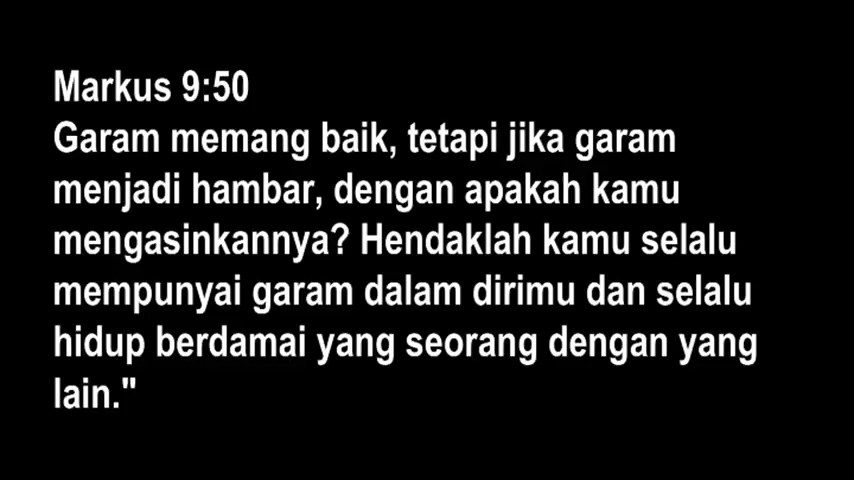 Markus 9:50
Garam memang baik, tetapi jika garam
menjadi hambar, dengan apakah kamu
mengasinkannya? Hendaklah kamu selalu
mempunyai garam dalam dirimu dan selalu
hidup berdamai yang seorang dengan yang
lain."